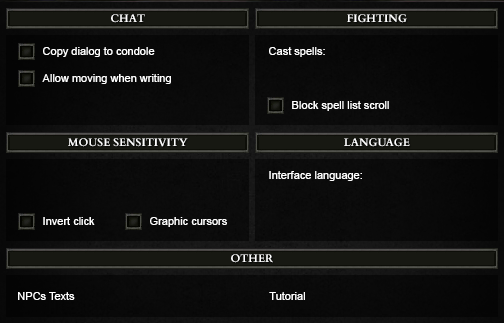 CHAT
Copy dialog to condole
Allow moving when writing
FIGHTING
Cast spells:
Block spell list scroll
MOUSE SENSITIVITY
Invert click
Graphic cursors
LANGUAGE
Interface language:
OTHER
NPCs Texts
Tutorial